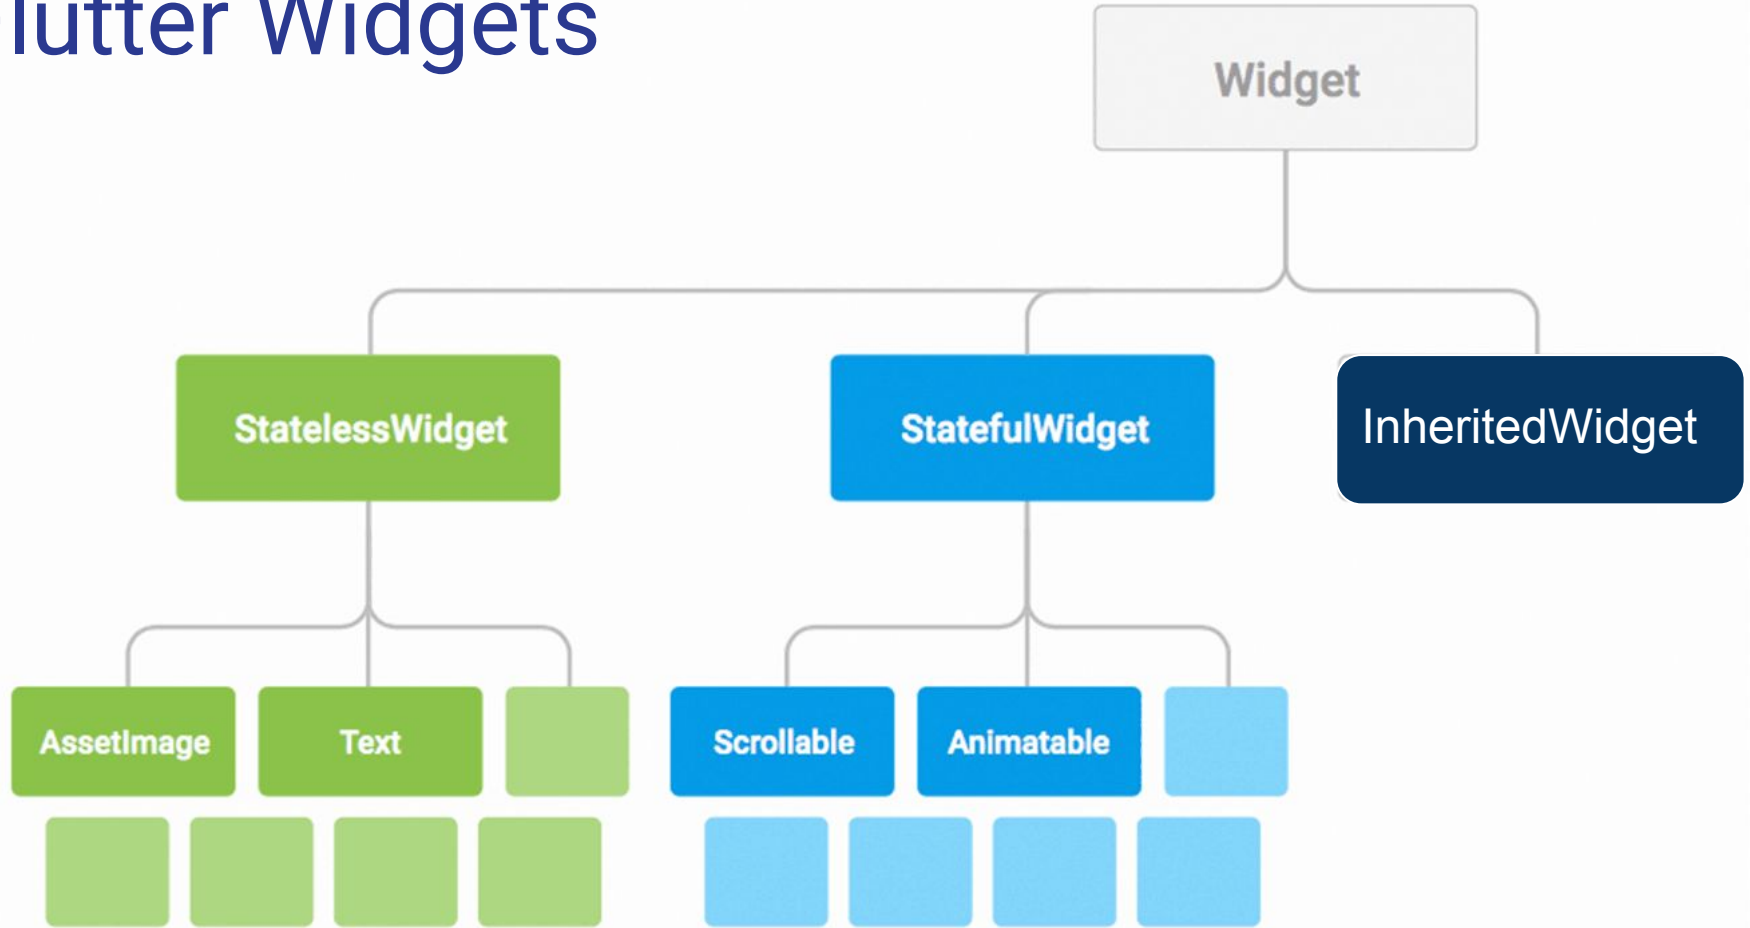 lutter Widgets
Widget
StatelessWidget
StatefulWidget
InheritedWidget
AssetImage
Text
Scrollable
Animatable